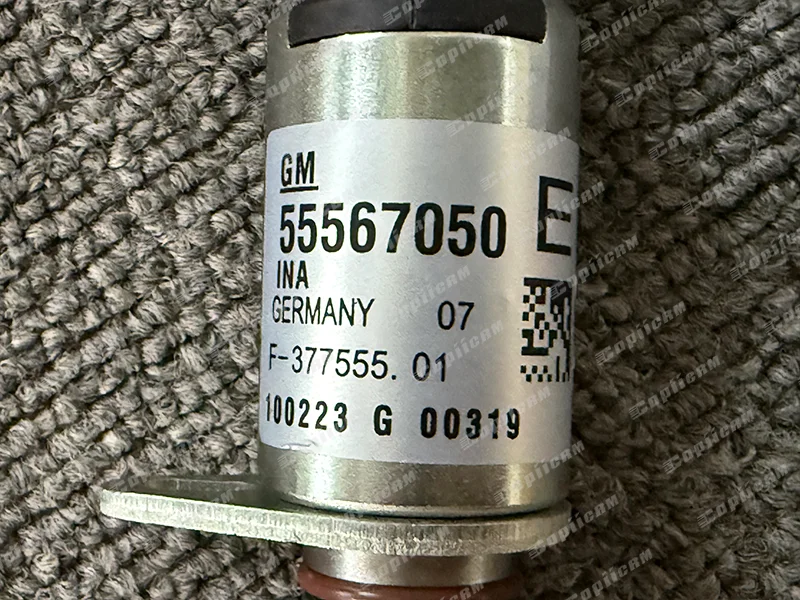 GM
55567050 E
INA
GERMANY 07
F-377555. 01
100223 G 00319